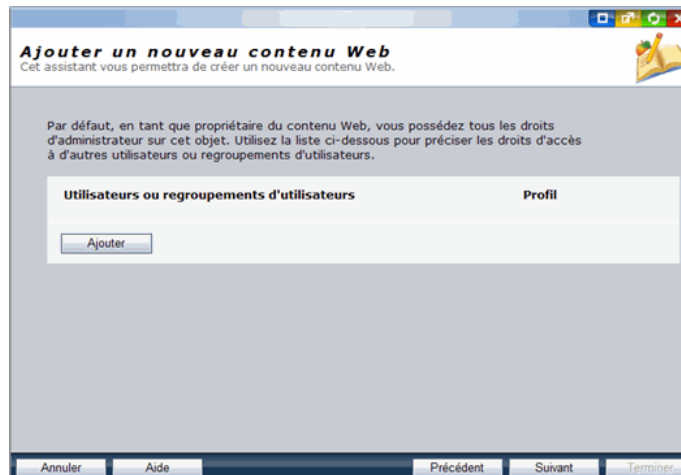 Ajouter un nouveau contenu Web
Cet assistant vous permettra de créer un nouveau contenu Web.
Par défaut, en tant que propriétaire du contenu Web, vous possédez tous les droits
d'administrateur sur cet objet. Utilisez la liste ci-dessous pour préciser les droits d'accès
à d'autres utilisateurs ou regroupements d'utilisateurs.
Utilisateurs ou regroupements d'utilisateurs Profil
Ajouter
Annuler Aide Précédent Suivant Terminer